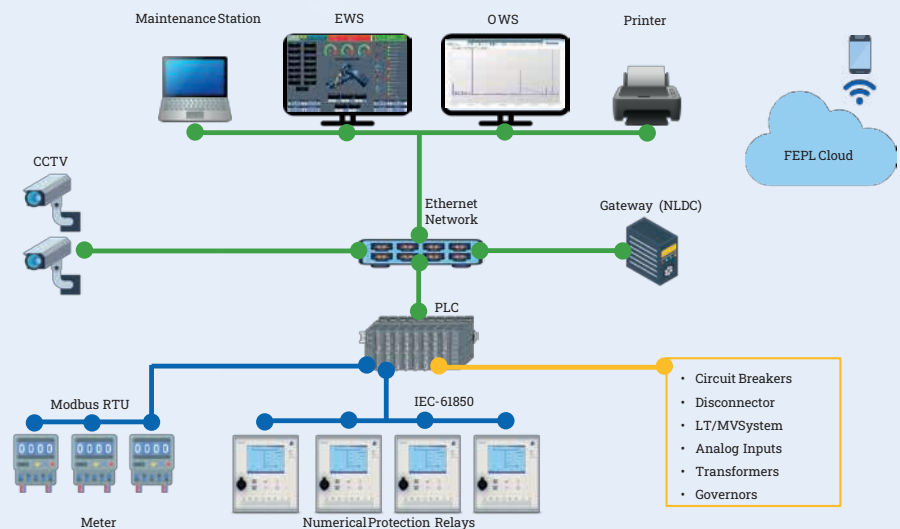 Maintenance Station
EWS
OWS
Printer
FEPL Cloud
CCTV
Ethernet
Network
Gateway (NLDC)
PLC
Modbus RTU
IEC-61850
· Circuit Breakers
· Disconnector
· LT/MVSystem
· Analog Inputs
· Transformers
· Governors
Meter
Numerical Protection Relays